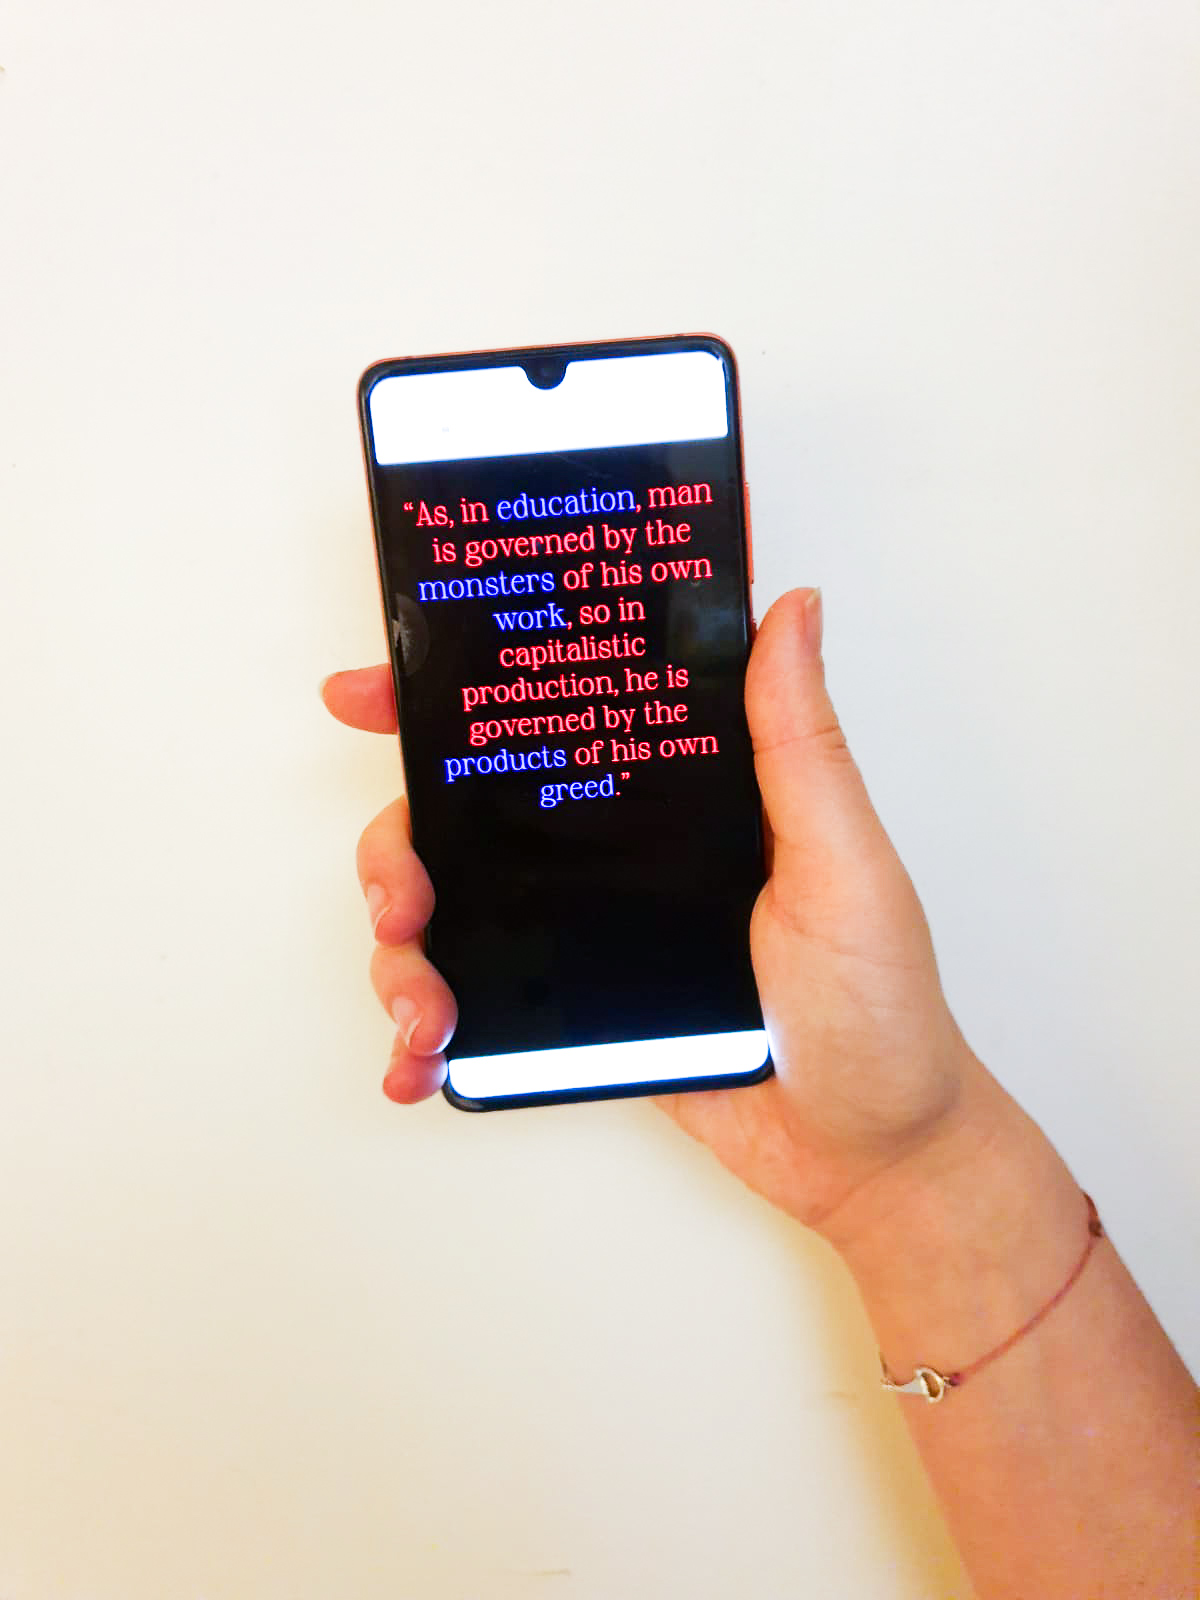 “As, in education, man
is governed by the
monsters of his own
work, so in
capitalistic
production, he is
governed by the
products of his own
greed.”